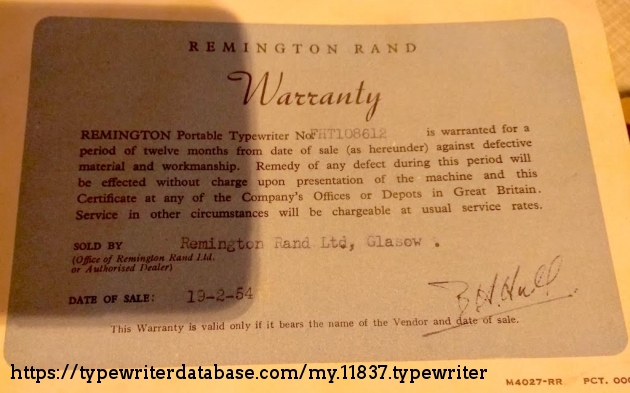 REMINGTON RAND
Warranty
REMINGTON Portable Typewriter No FHT108612 is warranted for a
period of twelve months from date of sale (as hereunder) against defective
material and workmanship. Remedy of any defect during this period will
be effected without charge upon presentation of the machine and this
Certificate at any of the Company's Offices or Depots in Great Britain.
Service in other circumstances will be chargeable at usual service rates.
SOLD BY Remington Rand Ltd, Glasow .
(Office of Remington Rand Ltd.
or Authorised Dealer)
DATE OF SALE: 19-2-54
This Warranty is valid only if it bears the name of the Vendor and date of sale.
https://typewriterdatabase.com/my.11837.typewriter
M4027-RR PCT. 000